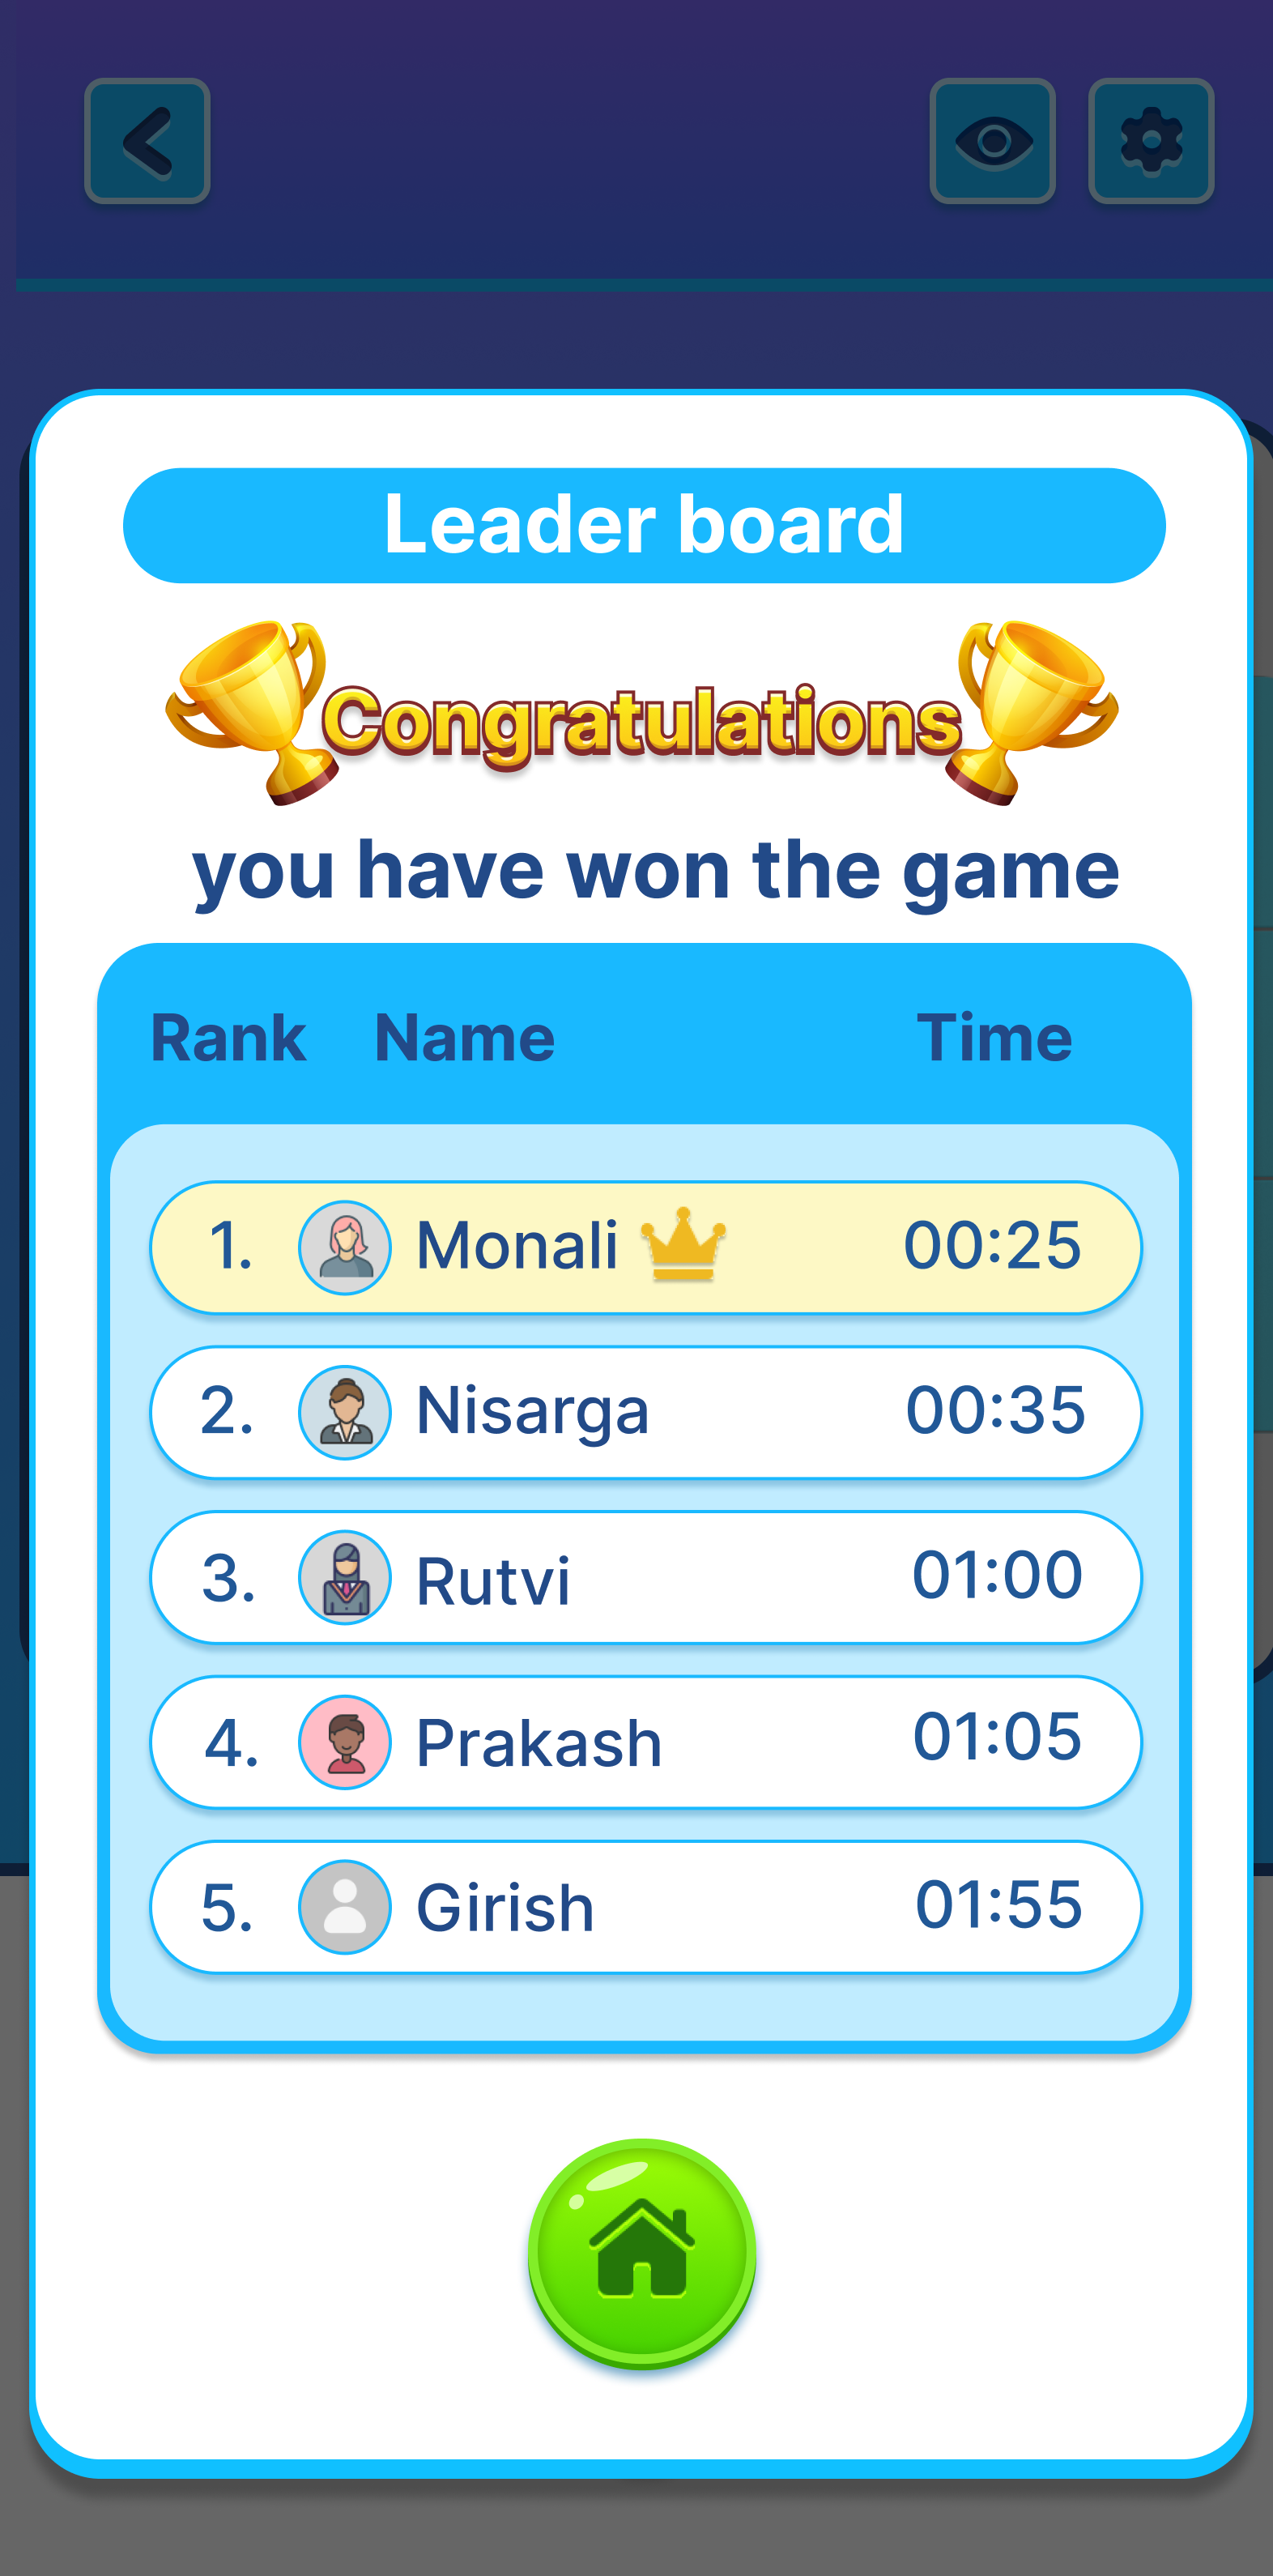 Leader board
Congratulations
you have won the game
Rank Name Time
1. Monali 00:25
2. Nisarga 00:35
3. Rutvi 01:00
4. Prakash 01:05
5. Girish 01:55